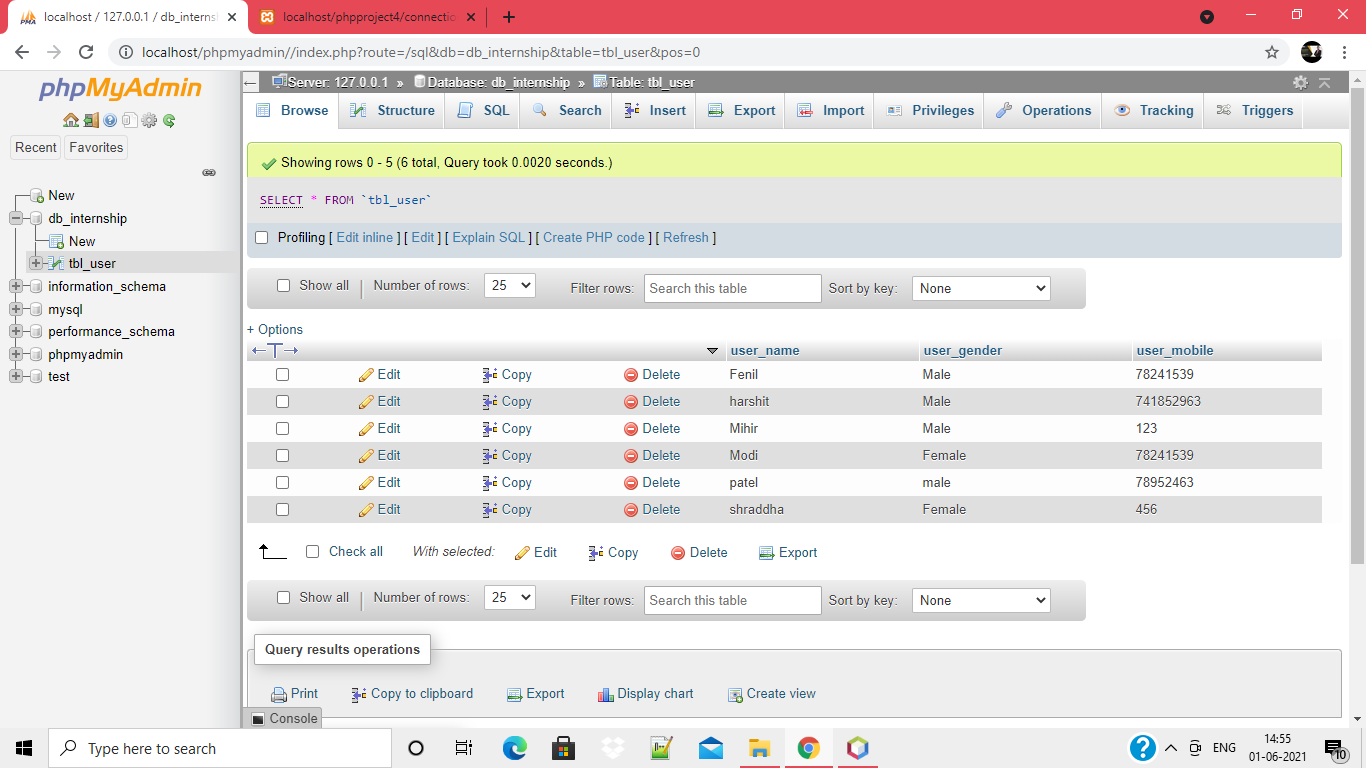 localhost / 127.0.0.1 / db_interns
localhost/phpproject4/connectio
localhost/phpmyadmin//index.php?route=/sql&db=db_internship&table=tbl_user&pos=0
phpMyAdmin
Recent Favorites
New
db_internship
New
tbl_user
information_schema
mysql
performance_schema
phpmyadmin
test
Server: 127.0.0.1 » Database: db_internship » Table: tbl_user
Browse Structure SQL Search Insert Export Import Privileges Operations Tracking Triggers
Showing rows 0 - 5 (6 total, Query took 0.0020 seconds.)
SELECT * FROM `tbl_user`
Profiling [ Edit inline ] [ Edit ] [ Explain SQL ] [ Create PHP code ] [ Refresh ]
Show all | Number of rows: 25 Filter rows: Search this table Sort by key: None
+ Options
user_name user_gender user_mobile
Edit Copy Delete Fenil Male 78241539
Edit Copy Delete harshit Male 741852963
Edit Copy Delete Mihir Male 123
Edit Copy Delete Modi Female 78241539
Edit Copy Delete patel male 78952463
Edit Copy Delete shraddha Female 456
Check all With selected: Edit Copy Delete Export
Show all | Number of rows: 25 Filter rows: Search this table Sort by key: None
Query results operations
Print Copy to clipboard Export Display chart Create view
Console
Type here to search
ENG
14:55
01-06-2021
10